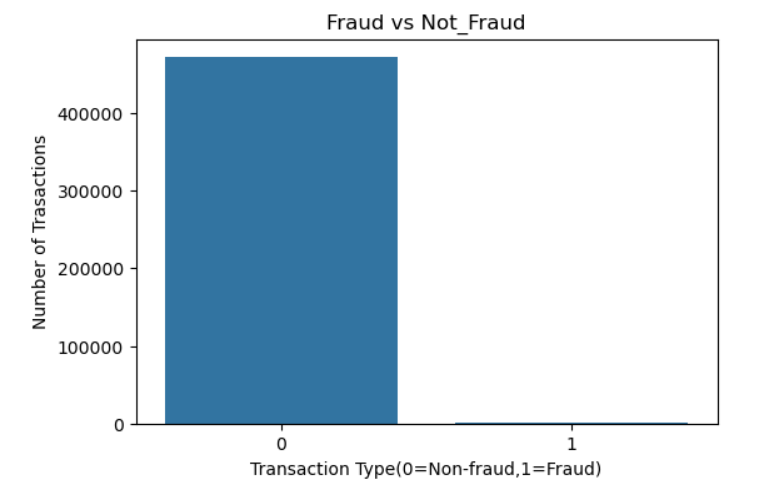 Fraud vs Not_Fraud
Number of Trasactions
400000
300000
200000
100000
0
0 1
Transaction Type(0=Non-fraud,1=Fraud)